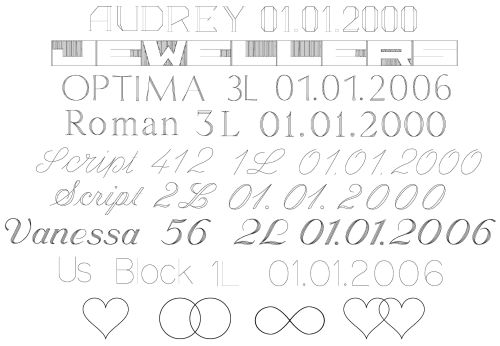 AUDREY 01.01.2000
JEWELLERS
OPTIMA 3L 01.01.2006
Roman 3L 01.01.2000
Script 412 1L 01.01.2000
Script 2L 01.01.2000
Vanessa 56 2L 01.01.2006
Us Block 1L 01.01.2006